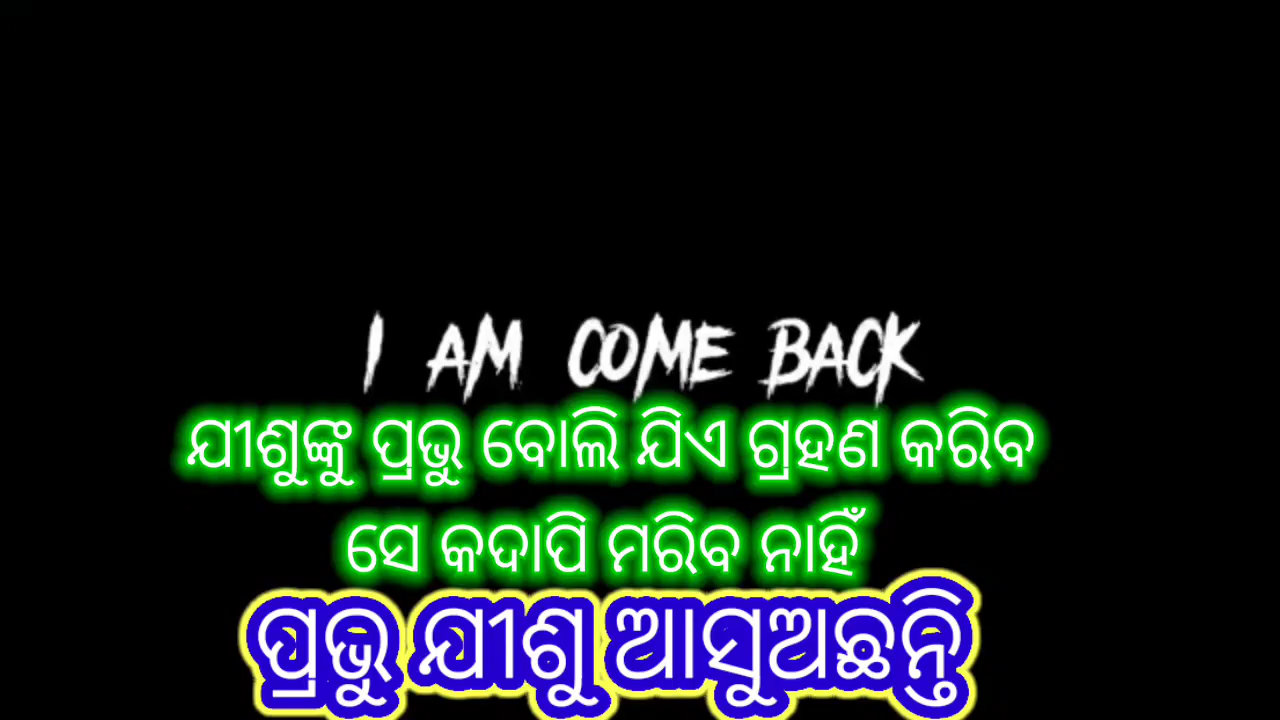 I AM COME BACK
ଯୀଶୁଙ୍କୁ ପ୍ରଭୁ ବୋଲି ଯିଏ ଗ୍ରହଣ କରିବ
ସେ କଦାପି ମରିବ ନାହିଁ
ପ୍ରଭୁ ଯୀଶୁ ଆସୁଅଛନ୍ତି